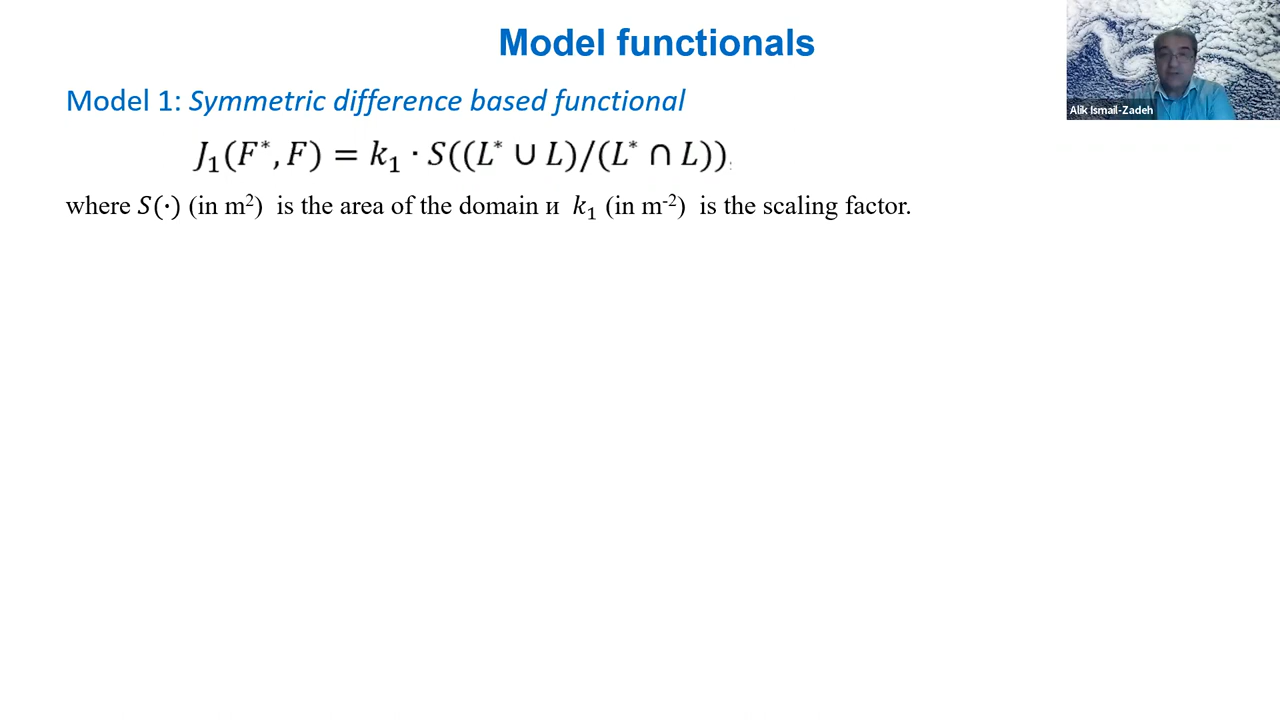 Model functionals
Alik Ismail-Zadeh
Model 1: Symmetric difference based functional
J₁(F*, F) = k₁ · S((L* ∪ L)/(L* ∩ L))
where S(·) (in m²) is the area of the domain и k₁ (in m⁻²) is the scaling factor.